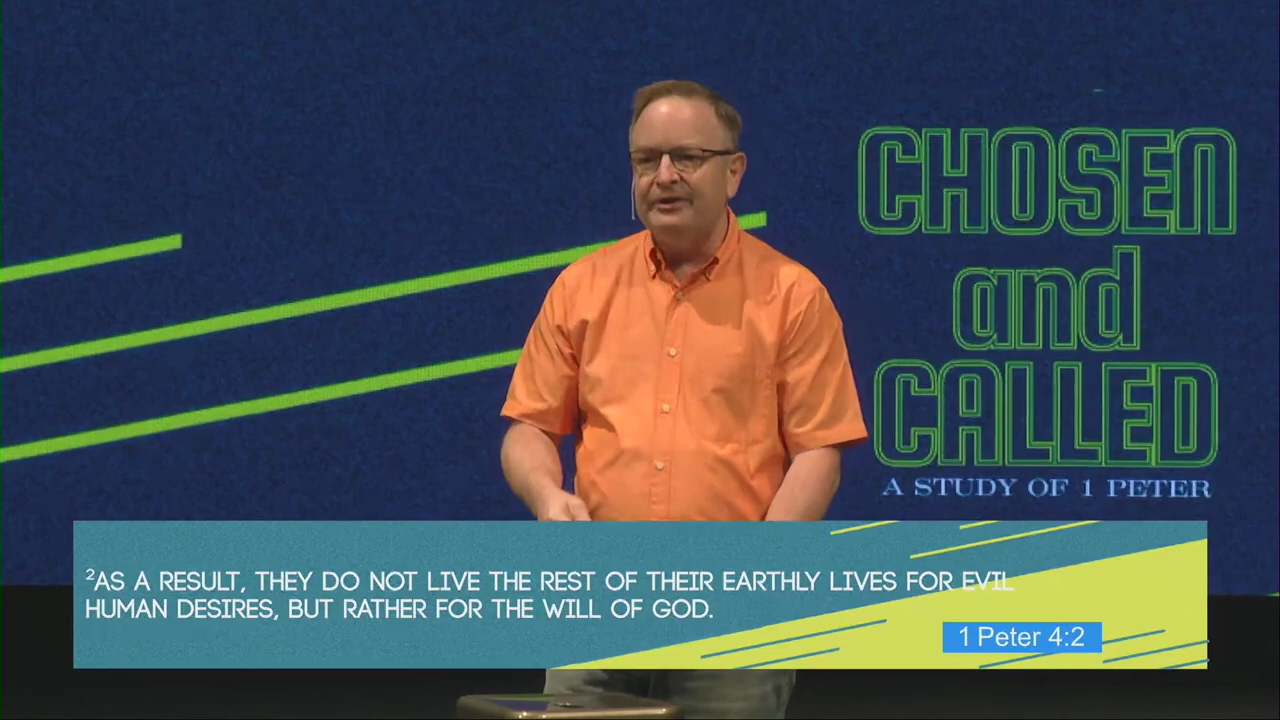 CHOSEN
and
CALLED
A STUDY OF 1 PETER
²AS A RESULT, THEY DO NOT LIVE THE REST OF THEIR EARTHLY LIVES FOR EVIL
HUMAN DESIRES, BUT RATHER FOR THE WILL OF GOD.
1 Peter 4:2